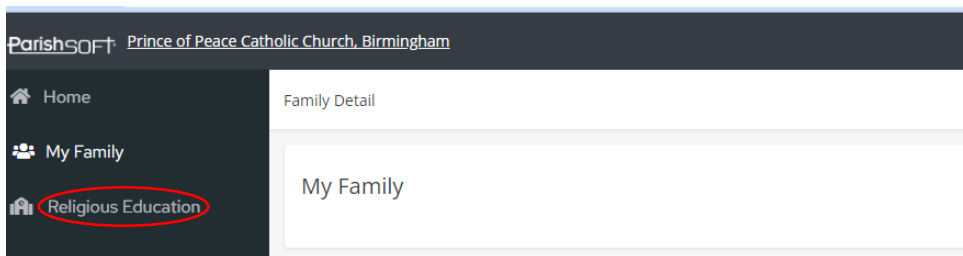 ParishSOFT Prince of Peace Catholic Church, Birmingham
Home
Family Detail
My Family
My Family
Religious Education